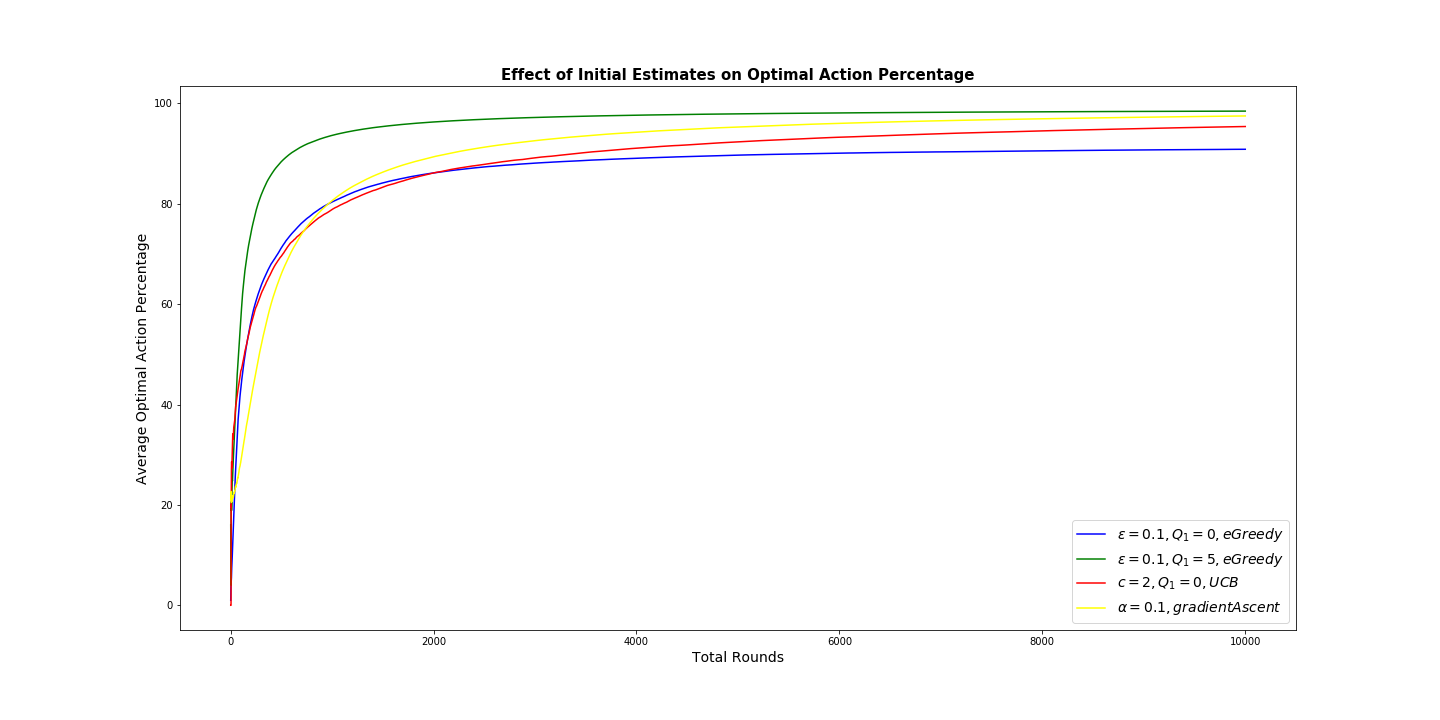 Effect of Initial Estimates on Optimal Action Percentage
Average Optimal Action Percentage
100
80
60
40
20
0
0 2000 4000 6000 8000 10000
Total Rounds
ε = 0.1, Q₁ = 0, eGreedy
ε = 0.1, Q₁ = 5, eGreedy
c = 2, Q₁ = 0, UCB
α = 0.1, gradientAscent